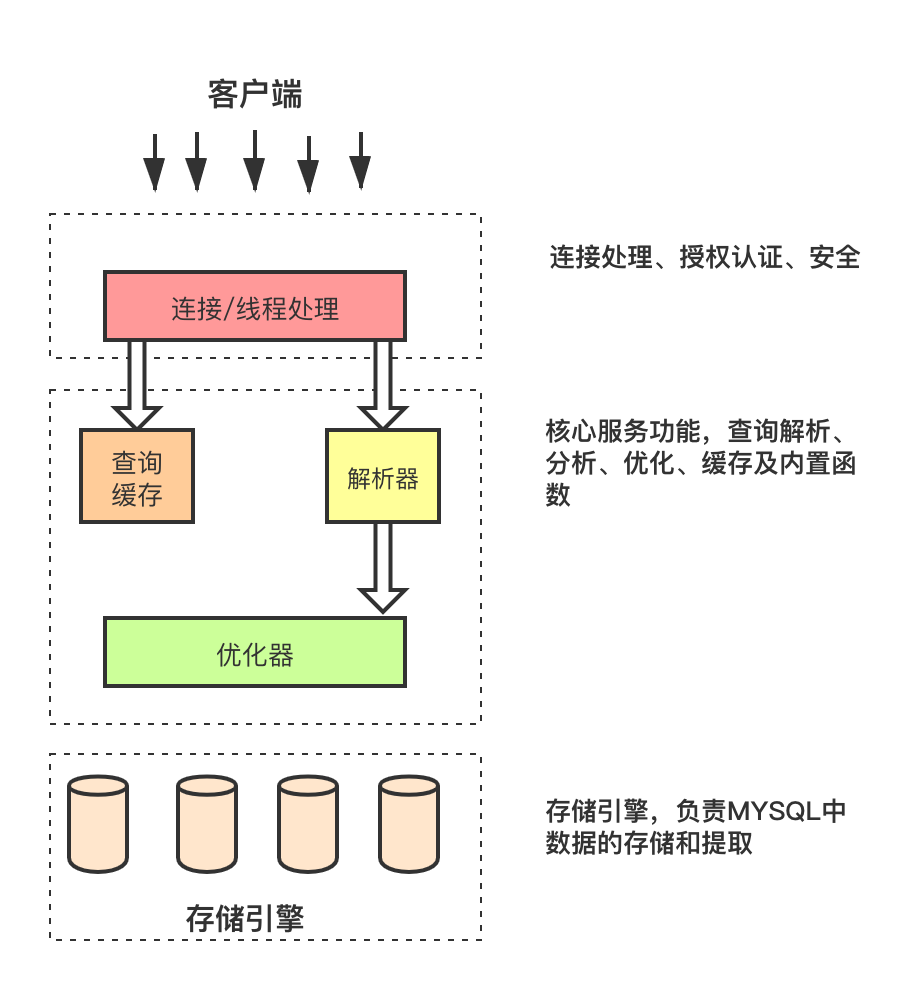 客户端
连接处理、授权认证、安全
连接/线程处理
核心服务功能，查询解析、
分析、优化、缓存及内置函
数
查询
缓存
解析器
优化器
存储引擎，负责MYSQL中
数据的存储和提取
存储引擎